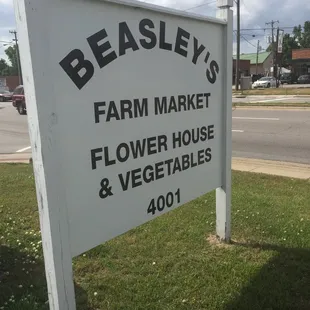 BEASLEY'S
FARM MARKET
FLOWER HOUSE
& VEGETABLES
4001